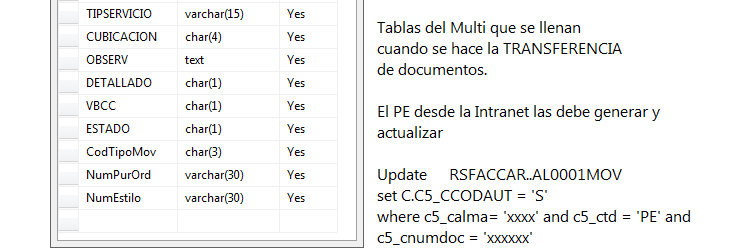 TIPSERVICIO varchar(15) Yes
CUBICACION char(4) Yes
OBSERV text Yes
DETALLADO char(1) Yes
VBCC char(1) Yes
ESTADO char(1) Yes
CodTipoMov char(3) Yes
NumPurOrd varchar(30) Yes
NumEstilo varchar(30) Yes
Tablas del Multi que se llenan
cuando se hace la TRANSFERENCIA
de documentos.
El PE desde la Intranet las debe generar y
actualizar
Update RSFACCAR..AL0001MOV
set C.C5_CCODAUT = 'S'
where c5_calma= 'xxxx' and c5_ctd = 'PE' and
c5_cnumdoc = 'xxxxxx'